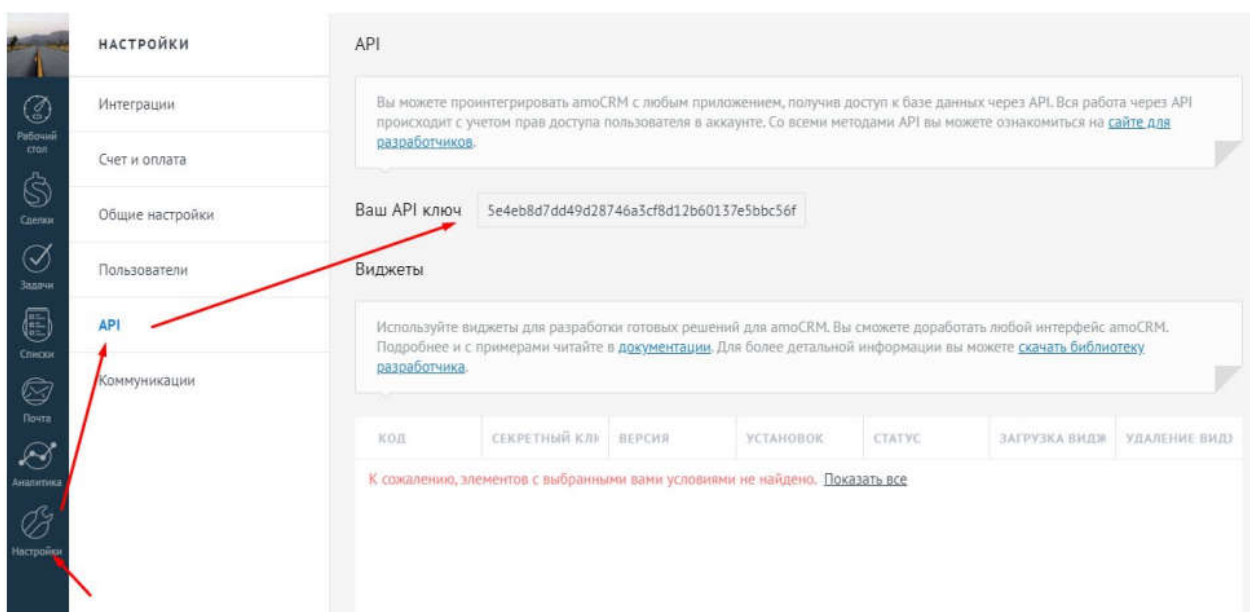 НАСТРОЙКИ
Интеграции
Счет и оплата
Общие настройки
Пользователи
API
Коммуникации
Рабочий
стол
Сделки
Задачи
Списки
Почта
Аналитика
Настройки
API
Вы можете проинтегрировать amoCRM с любым приложением, получив доступ к базе данных через API. Вся работа через API
происходит с учетом прав доступа пользователя в аккаунте. Со всеми методами API вы можете ознакомиться на сайте для
разработчиков.
Ваш API ключ 5e4eb8d7dd49d28746a3cf8d12b60137e5bbc56f
Виджеты
Используйте виджеты для разработки готовых решений для amoCRM. Вы сможете доработать любой интерфейс amoCRM.
Подробнее и с примерами читайте в документации. Для более детальной информации вы можете скачать библиотеку
разработчика.
КОД СЕКРЕТНЫЙ КЛЮ ВЕРСИЯ УСТАНОВОК СТАТУС ЗАГРУЗКА ВИДЖ УДАЛЕНИЕ ВИДЖ
К сожалению, элементов с выбранными вами условиями не найдено. Показать все